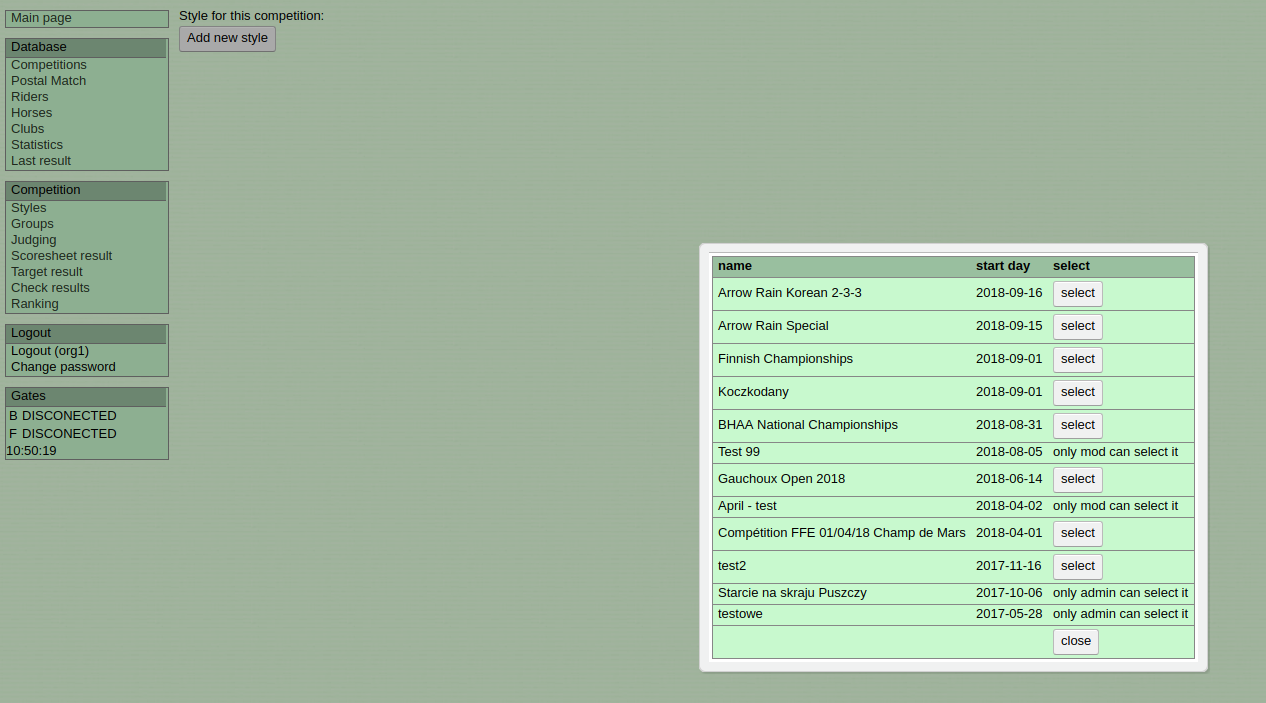 Main page
Database
Competitions
Postal Match
Riders
Horses
Clubs
Statistics
Last result
Competition
Styles
Groups
Judging
Scoresheet result
Target result
Check results
Ranking
Logout
Logout (org1)
Change password
Gates
B DISCONECTED
F DISCONECTED
10:50:19
Style for this competition:
Add new style
name start day select
Arrow Rain Korean 2-3-3 2018-09-16 select
Arrow Rain Special 2018-09-15 select
Finnish Championships 2018-09-01 select
Koczkodany 2018-09-01 select
BHAA National Championships 2018-08-31 select
Test 99 2018-08-05 only mod can select it
Gauchoux Open 2018 2018-06-14 select
April - test 2018-04-02 only mod can select it
Compétition FFE 01/04/18 Champ de Mars 2018-04-01 select
test2 2017-11-16 select
Starcie na skraju Puszczy 2017-10-06 only admin can select it
testowe 2017-05-28 only admin can select it
close